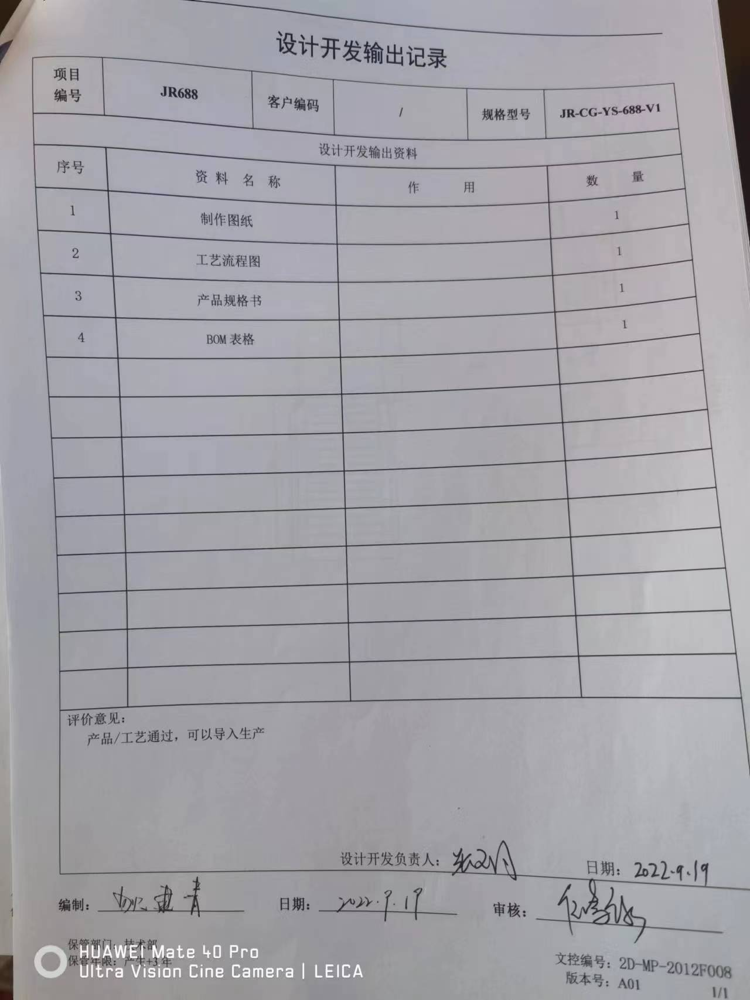 设计开发输出记录
项目编号 JR688 客户编码 / 规格型号 JR-CG-YS-688-V1
设计开发输出资料
序号 资料名称 作用 数量
1 制作图纸 1
2 工艺流程图 1
3 产品规格书 1
4 BOM表格 1
评价意见：
产品/工艺通过，可以导入生产
设计开发负责人： 日期：2022.9.19
编制： 日期：2022.9.19 审核：
保管部门：技术部
保管年限：产生+3年
文控编号：2D-MP-2012F008
版本号：A01
1/1
HUAWEI Mate 40 Pro
Ultra Vision Cine Camera | LEICA